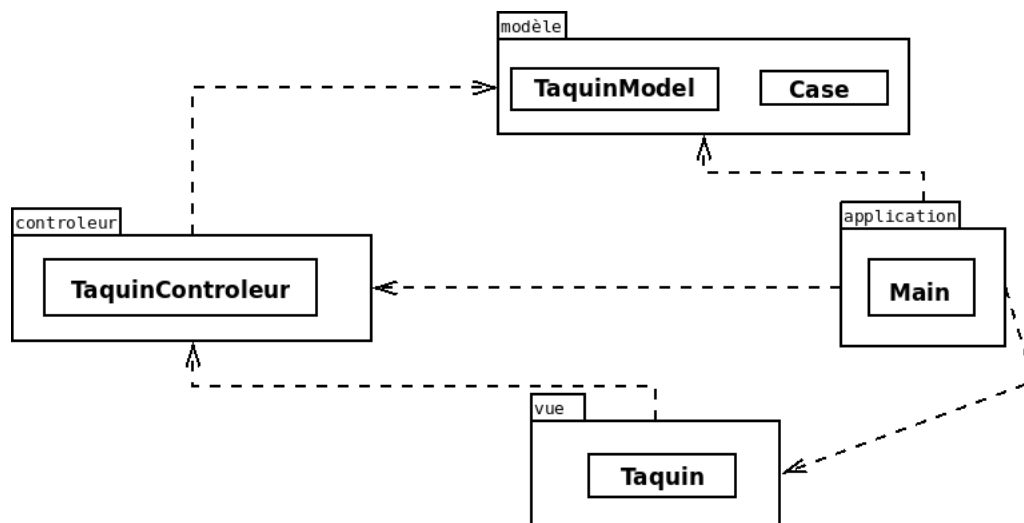 modèle
TaquinModel
Case
controleur
TaquinControleur
application
Main
vue
Taquin